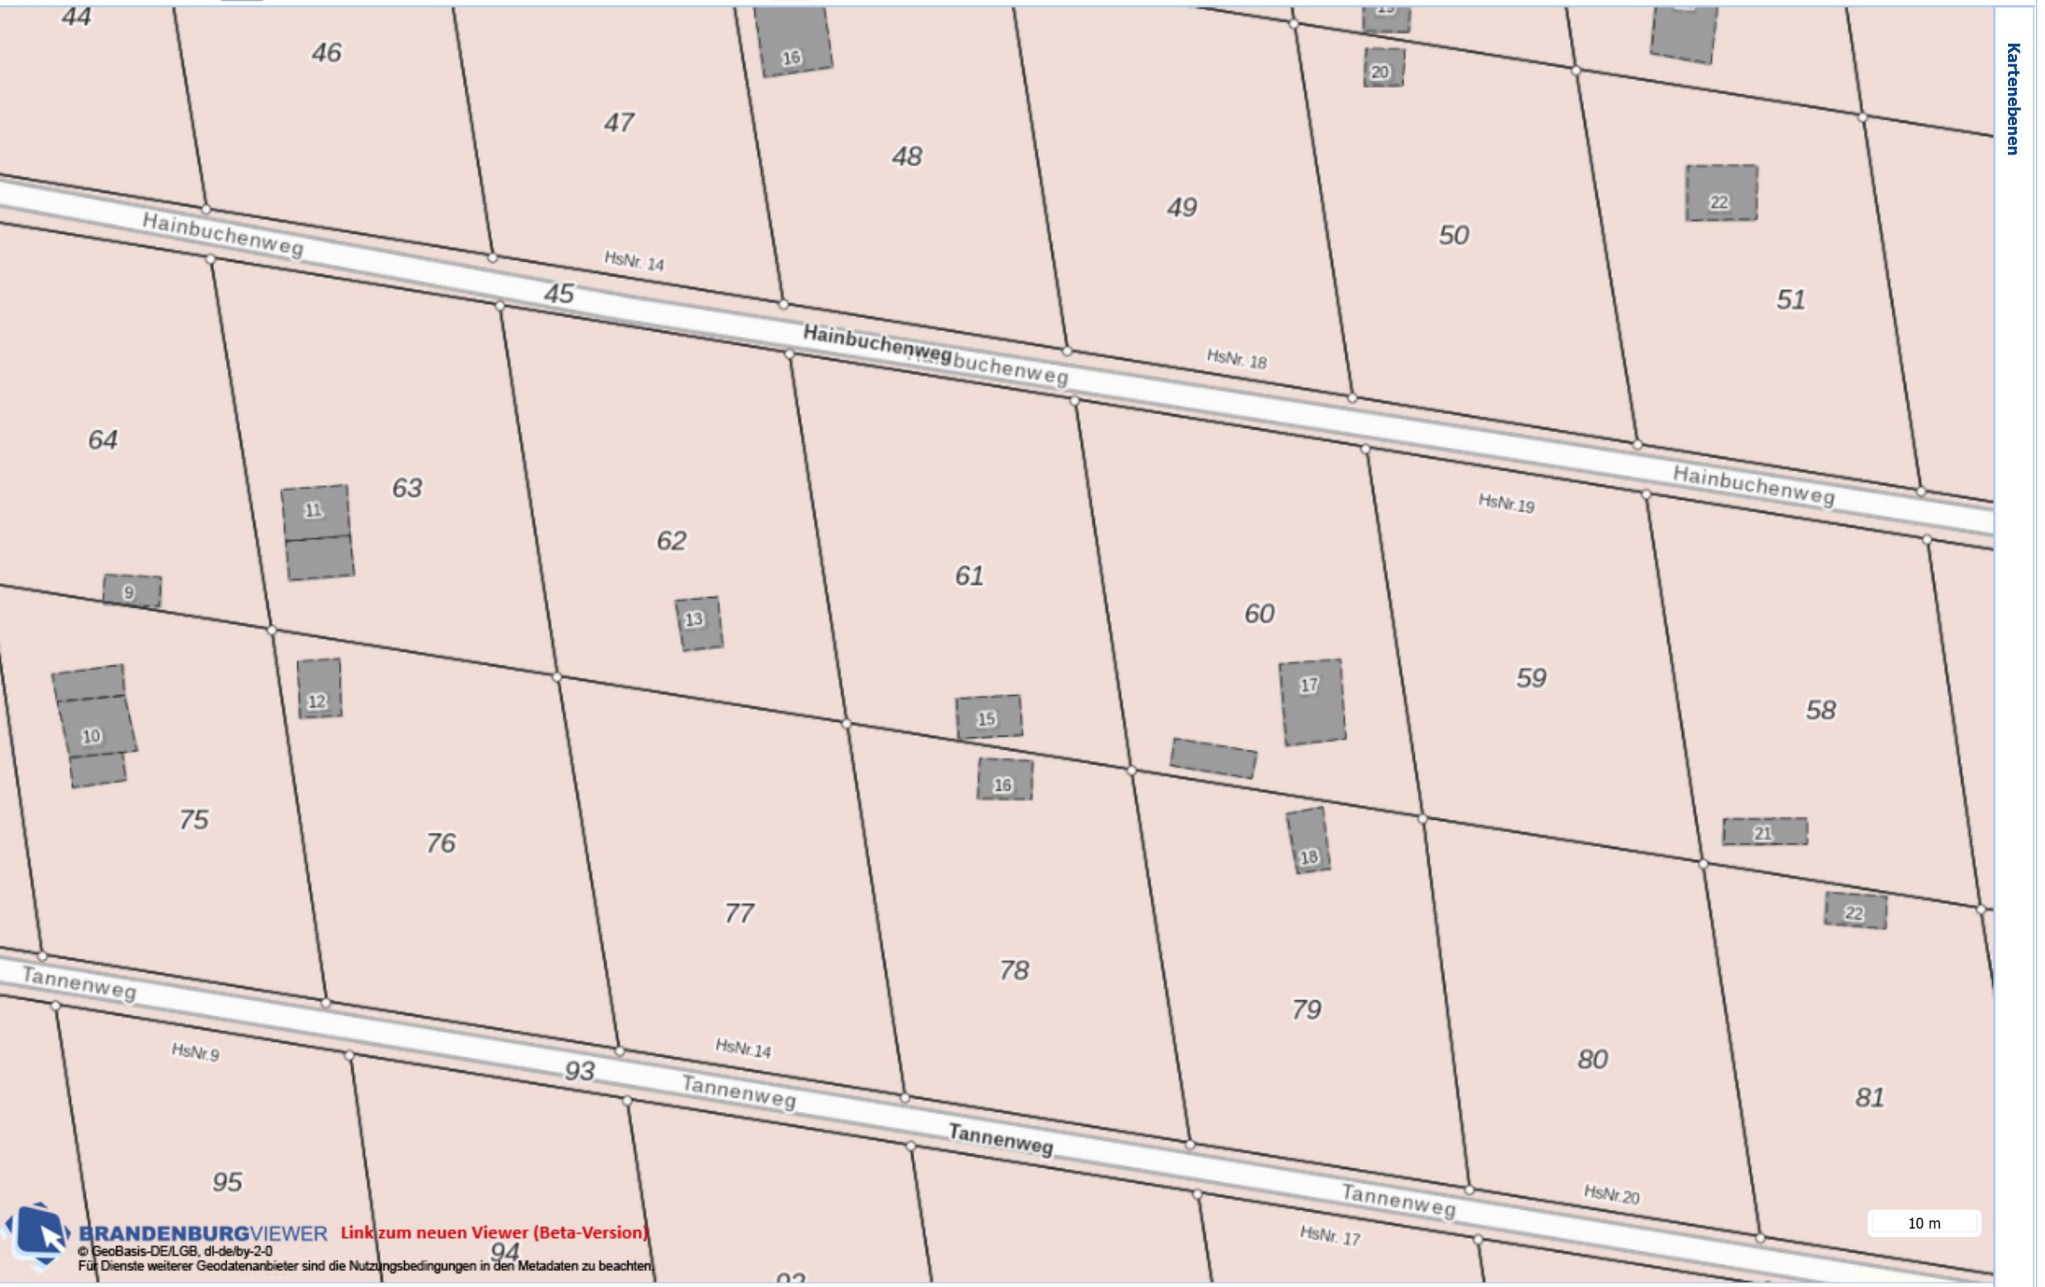 44
46
16
20
Kartenebenen
47
48
22
49
50
Hainbuchenweg
HsNr. 14
45
51
Hainbuchenweg
HsNr. 18
Hainbuchenweg
64
63
11
HsNr.19
62
61
9
13
60
59
12
10
15
17
58
16
75
76
18
21
77
22
78
79
Tannenweg
HsNr.9
HsNr.14
93
Tannenweg
80
81
Tannenweg
95
Tannenweg
HsNr.20
HsNr. 17
10 m
BRANDENBURGVIEWER Link zum neuen Viewer (Beta-Version)
© GeoBasis-DE/LGB, dl-de/by-2-0
94
Für Dienste weiterer Geodatenanbieter sind die Nutzungsbedingungen in den Metadaten zu beachten.